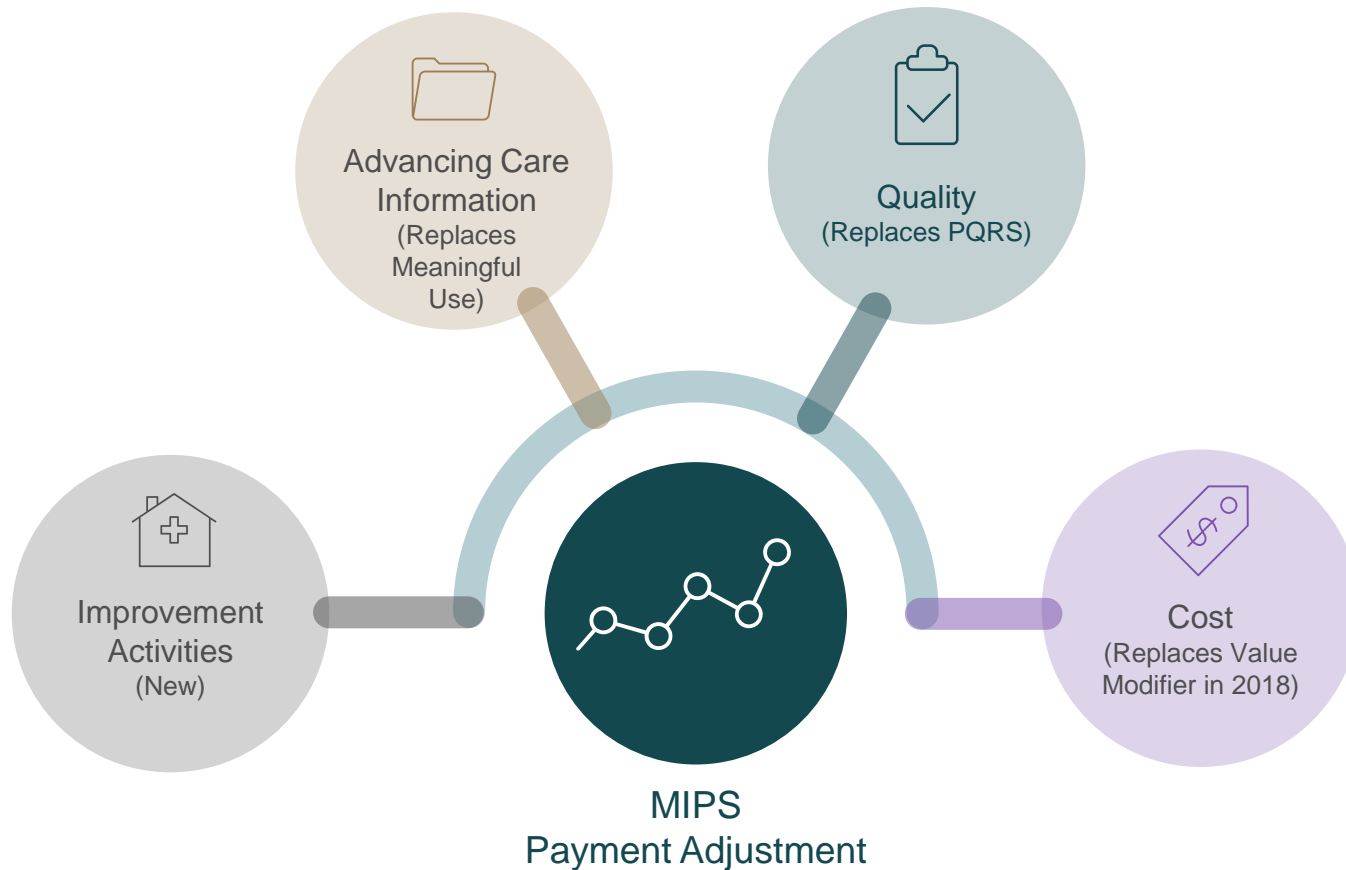 Advancing Care
Information
(Replaces
Meaningful
Use)
Quality
(Replaces PQRS)
Improvement
Activities
(New)
Cost
(Replaces Value
Modifier in 2018)
MIPS
Payment Adjustment